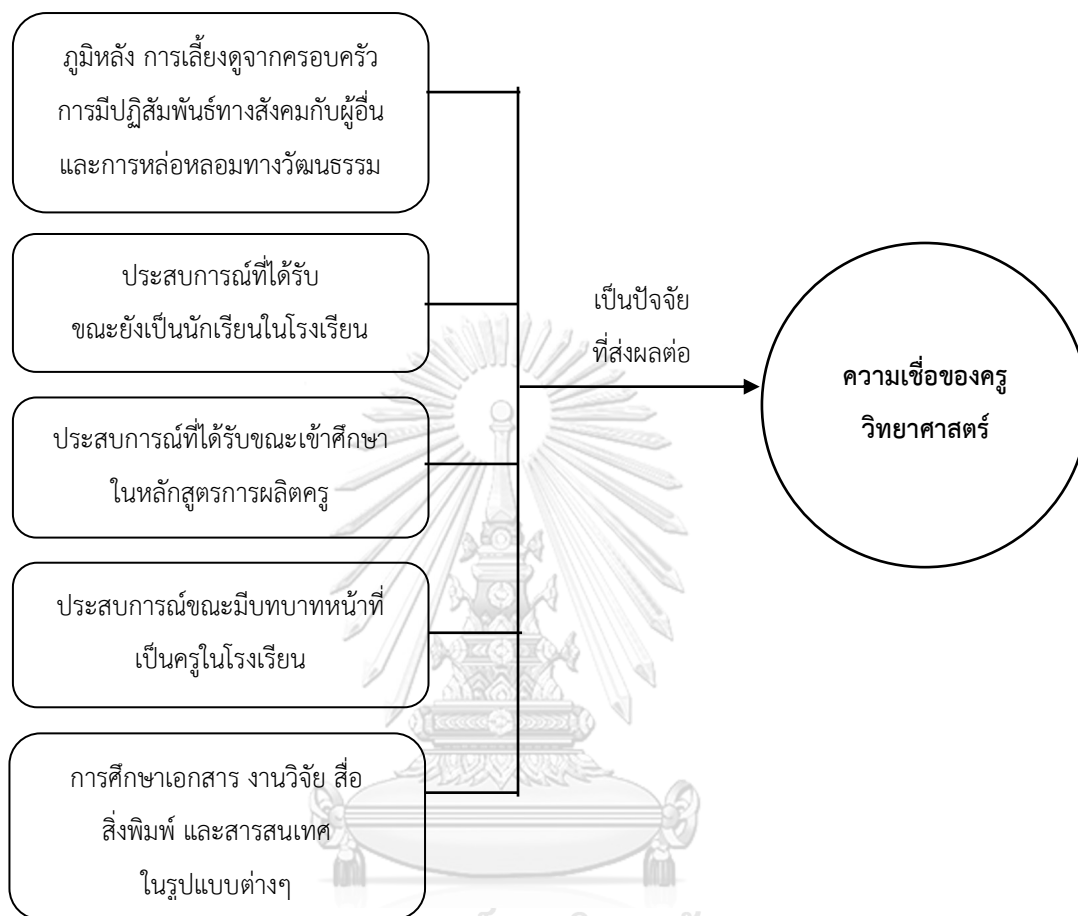 ภูมิหลัง การเลี้ยงดูจากครอบครัว
การมีปฏิสัมพันธ์ทางสังคมกับผู้อื่น
และการหล่อหลอมทางวัฒนธรรม
ประสบการณ์ที่ได้รับ
ขณะยังเป็นนักเรียนในโรงเรียน
ประสบการณ์ที่ได้รับขณะเข้าศึกษา
ในหลักสูตรการผลิตครู
ประสบการณ์ขณะมีบทบาทหน้าที่
เป็นครูในโรงเรียน
การศึกษาเอกสาร งานวิจัย สื่อ
สิ่งพิมพ์ และสารสนเทศ
ในรูปแบบต่างๆ
เป็นปัจจัย
ที่ส่งผลต่อ
ความเชื่อของครู
วิทยาศาสตร์